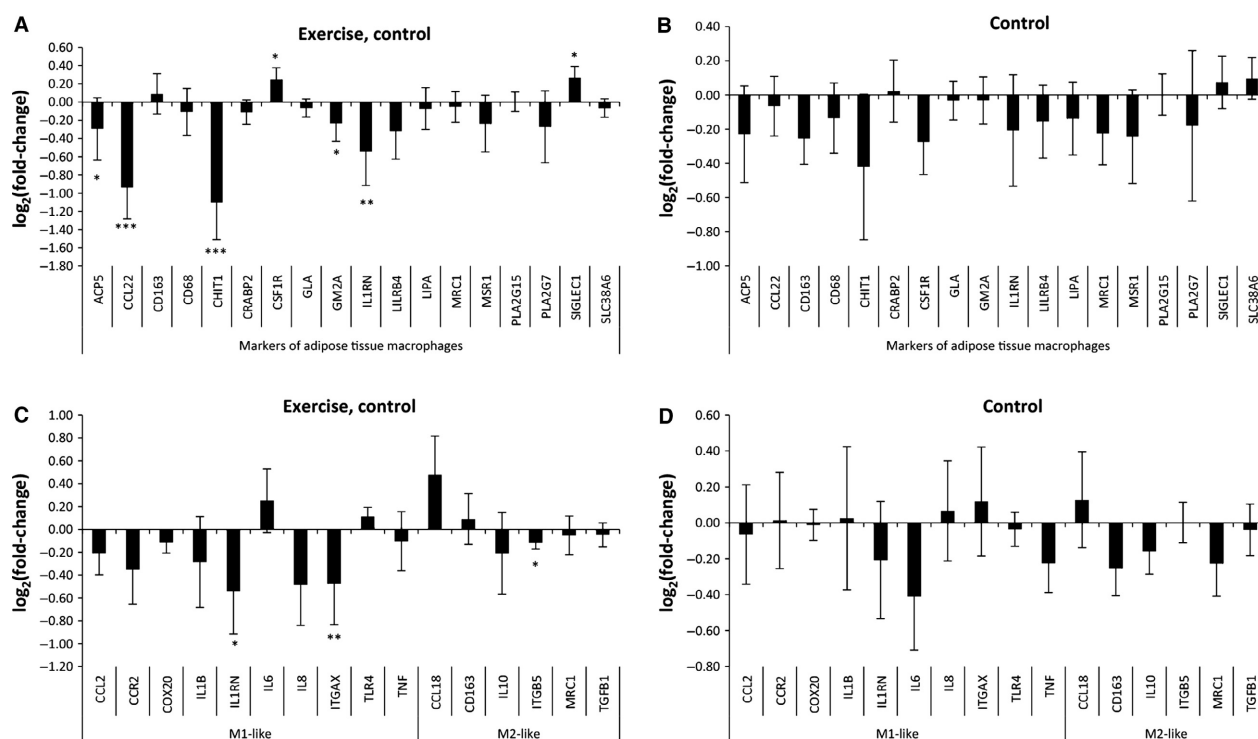 A
Exercise, control
log2(fold-change)
0.60
0.40
0.20
0.00
−0.20
−0.40
−0.60
−0.80
−1.00
−1.20
−1.40
−1.60
−1.80
*
***
***
*
*
**
*
ACP5
CCL22
CD163
CD68
CHIT1
CRABP2
CSF1R
GLA
GM2A
IL1RN
LILRB4
LIPA
MRC1
MSR1
PLA2G15
PLA2G7
SIGLEC1
SLC38A6
Markers of adipose tissue macrophages
B
Control
log2(fold-change)
0.40
0.20
0.00
−0.20
−0.40
−0.60
−0.80
−1.00
ACP5
CCL22
CD163
CD68
CHIT1
CRABP2
CSF1R
GLA
GM2A
IL1RN
LILRB4
LIPA
MRC1
MSR1
PLA2G15
PLA2G7
SIGLEC1
SLC38A6
Markers of adipose tissue macrophages
C
Exercise, control
log2(fold-change)
1.00
0.80
0.60
0.40
0.20
0.00
−0.20
−0.40
−0.60
−0.80
−1.00
−1.20
*
**
*
CCL2
CCR2
COX20
IL1B
IL1RN
IL6
IL8
ITGAX
TLR4
TNF
CCL18
CD163
IL10
ITGB5
MRC1
TGFB1
M1-like
M2-like
D
Control
log2(fold-change)
0.60
0.40
0.20
0.00
−0.20
−0.40
−0.60
−0.80
CCL2
CCR2
COX20
IL1B
IL1RN
IL6
IL8
ITGAX
TLR4
TNF
CCL18
CD163
IL10
ITGB5
MRC1
TGFB1
M1-like
M2-like